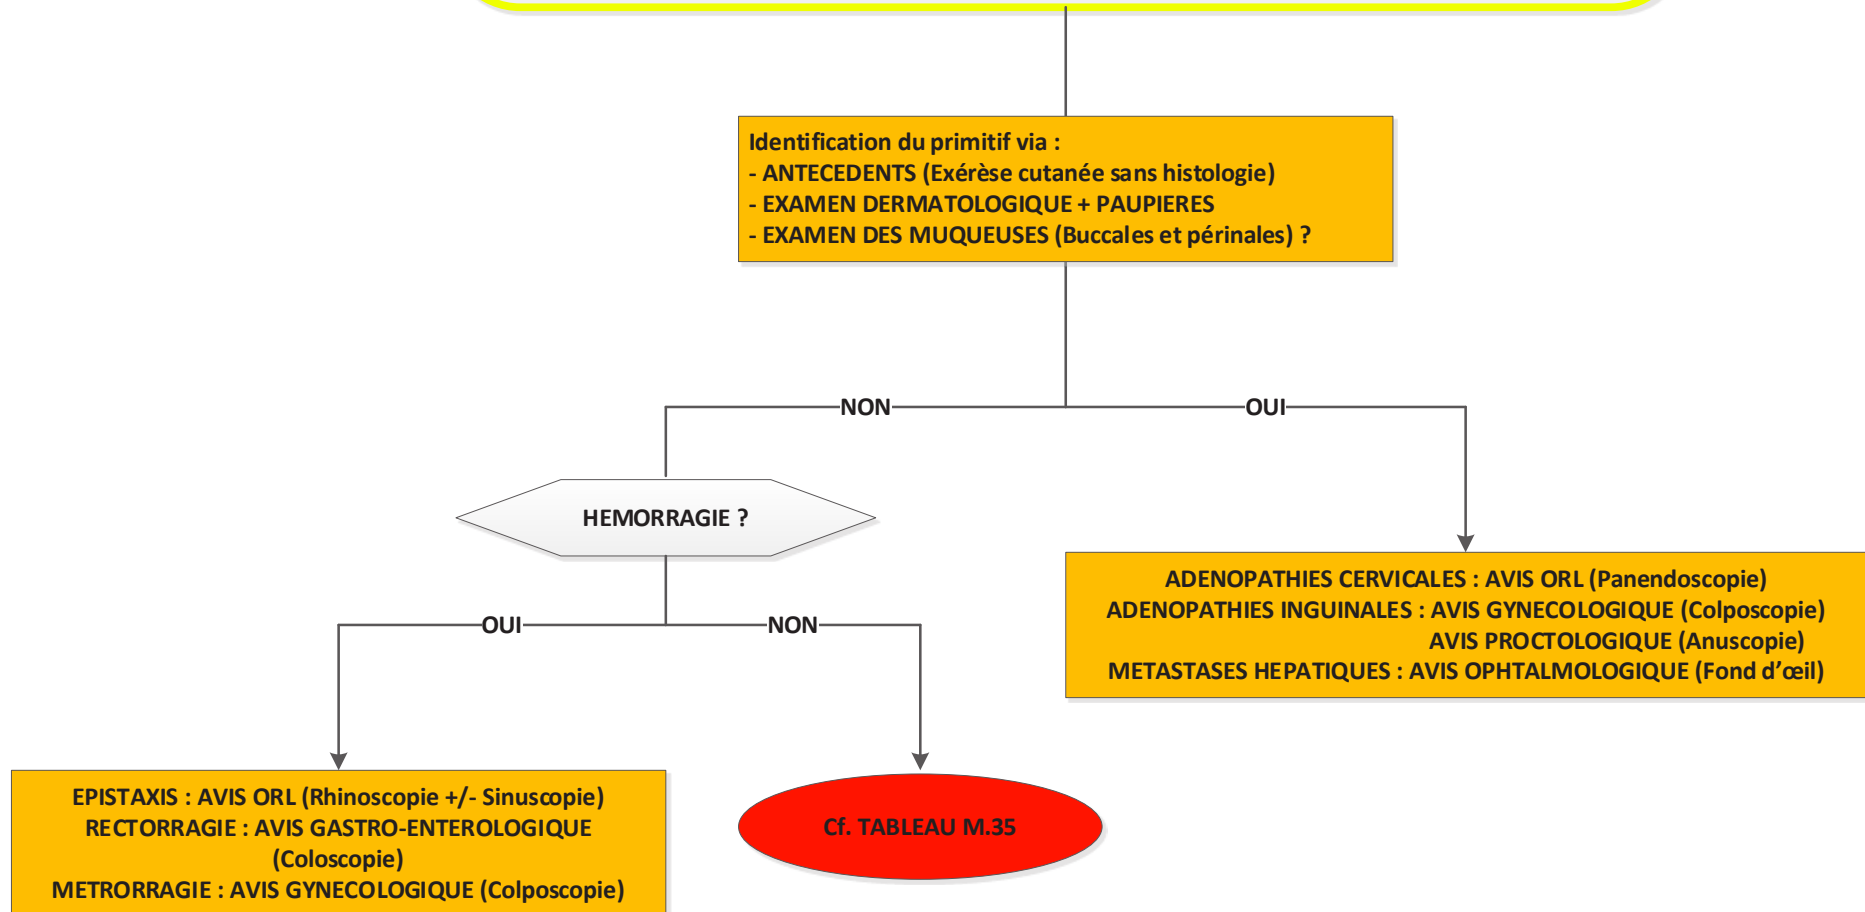 Identification du primitif via :
- ANTECEDENTS (Exérèse cutanée sans histologie)
- EXAMEN DERMATOLOGIQUE + PAUPIERES
- EXAMEN DES MUQUEUSES (Buccales et périnales) ?
NON
OUI
HEMORRAGIE ?
ADENOPATHIES CERVICALES : AVIS ORL (Panendoscopie)
ADENOPATHIES INGUINALES : AVIS GYNECOLOGIQUE (Colposcopie)
AVIS PROCTOLOGIQUE (Anuscopie)
METASTASES HEPATIQUES : AVIS OPHTALMOLOGIQUE (Fond d’œil)
OUI
NON
EPISTAXIS : AVIS ORL (Rhinoscopie +/- Sinuscopie)
RECTORRAGIE : AVIS GASTRO-ENTEROLOGIQUE
(Coloscopie)
METRORRAGIE : AVIS GYNECOLOGIQUE (Colposcopie)
Cf. TABLEAU M.35